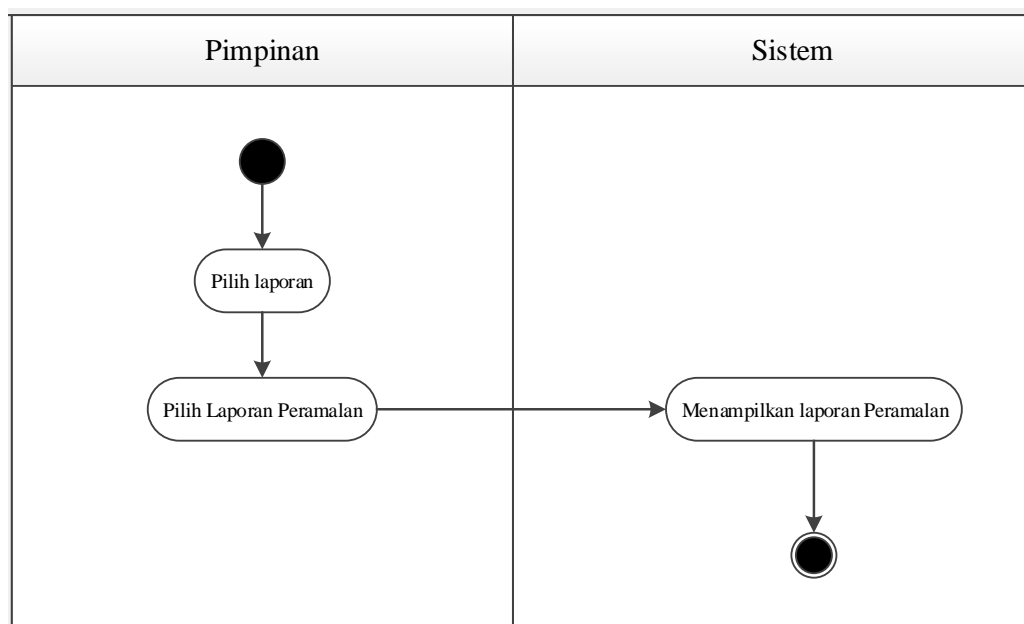 Pimpinan
Sistem
Pilih laporan
Pilih Laporan Peramalan
Menampilkan laporan Peramalan